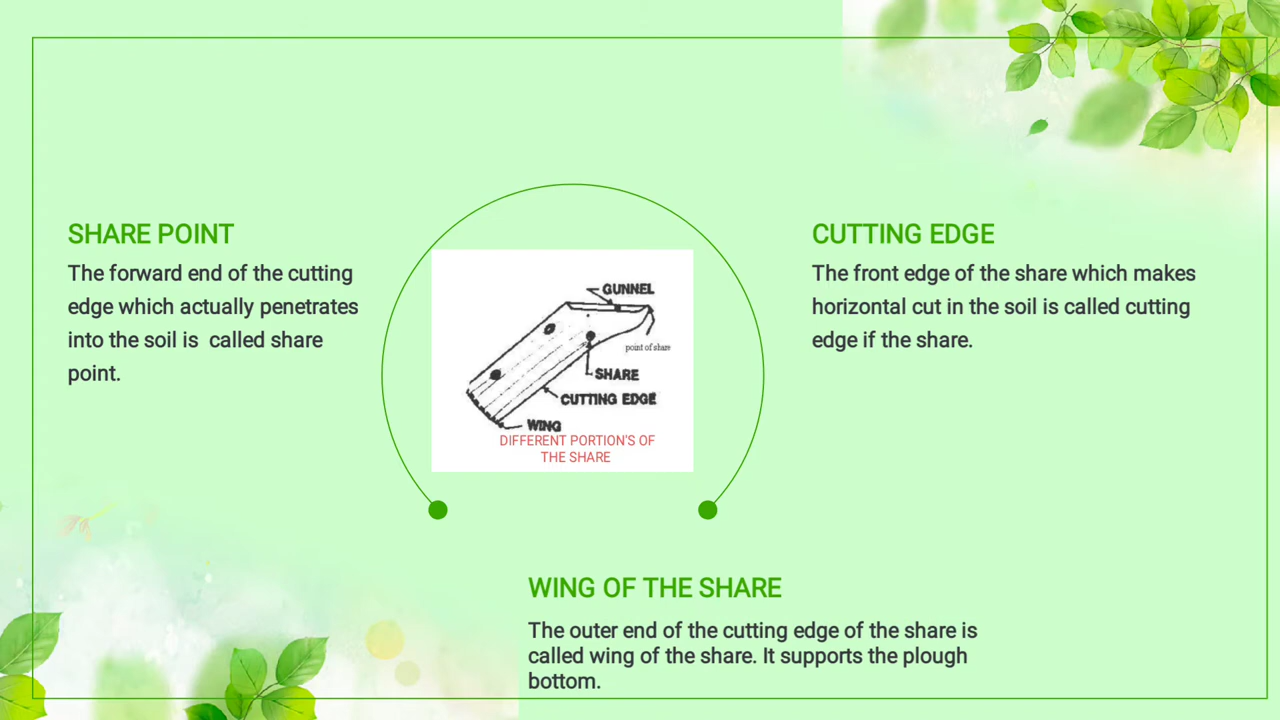 SHARE POINT
The forward end of the cutting
edge which actually penetrates
into the soil is  called share
point.
GUNNEL
point of share
SHARE
CUTTING EDGE
WING
DIFFERENT PORTION'S OF
THE SHARE
CUTTING EDGE
The front edge of the share which makes
horizontal cut in the soil is called cutting
edge if the share.
WING OF THE SHARE
The outer end of the cutting edge of the share is
called wing of the share. It supports the plough
bottom.